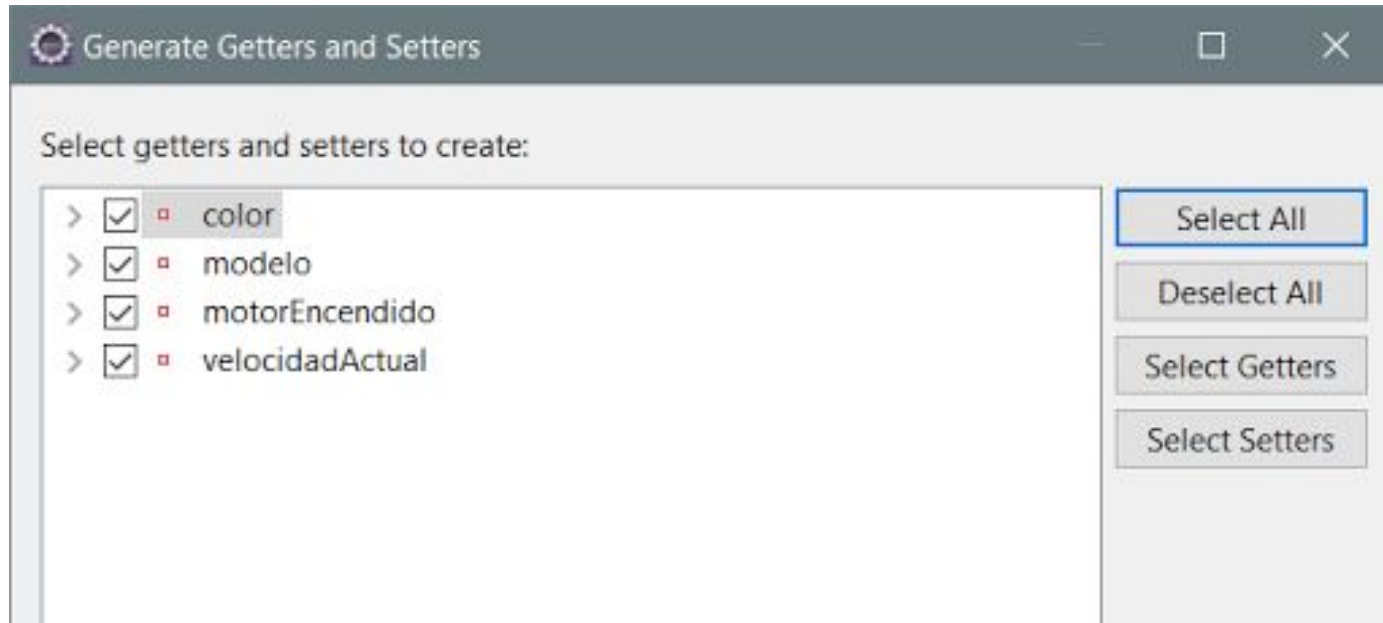 Generate Getters and Setters
Select getters and setters to create:
color
modelo
motorEncendido
velocidadActual
Select All
Deselect All
Select Getters
Select Setters